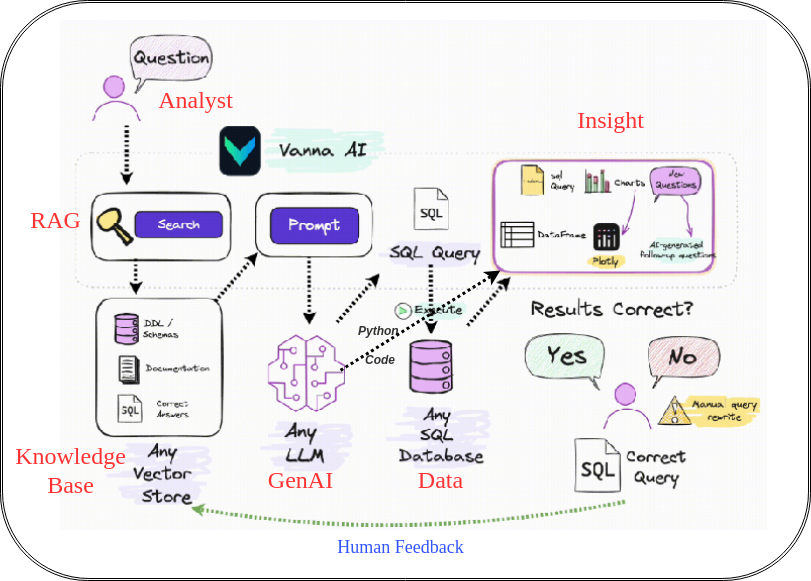 Question
Analyst
Vanna AI
Insight
RAG
Search
Prompt
SQL
SQL Query
sql
Query
Charts
New
Questions
DataFrame
Plotly
AI-generated
follow-up questions
Execute
Python
Code
DDL /
Schemas
Documentation
SQL
Correct
Answers
Results Correct?
Yes
No
Manual query
rewrite
Any
LLM
Any
SQL
Database
SQL
Correct
Query
Knowledge
Base
Any
Vector
Store
GenAI
Data
Human Feedback